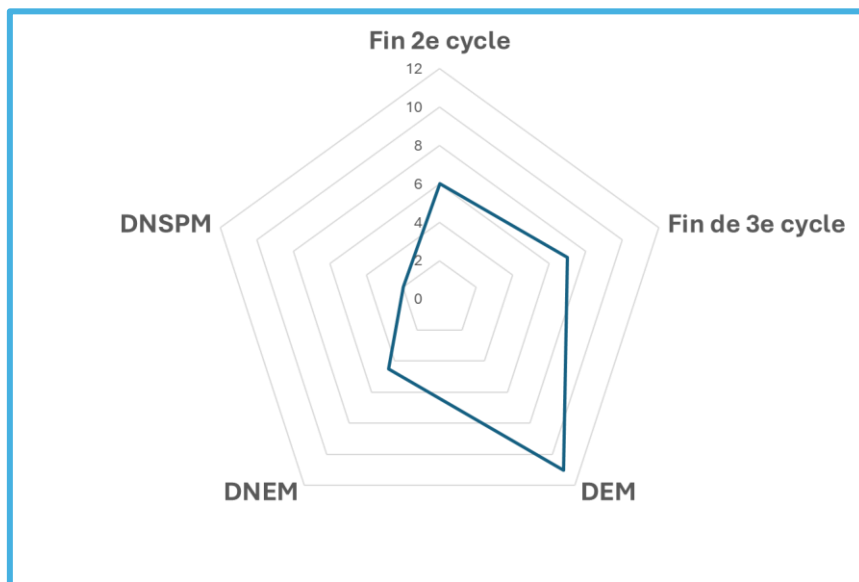 Fin 2e cycle
12
10
8
6
4
2
0
DNSPM
Fin de 3e cycle
DNEM
DEM